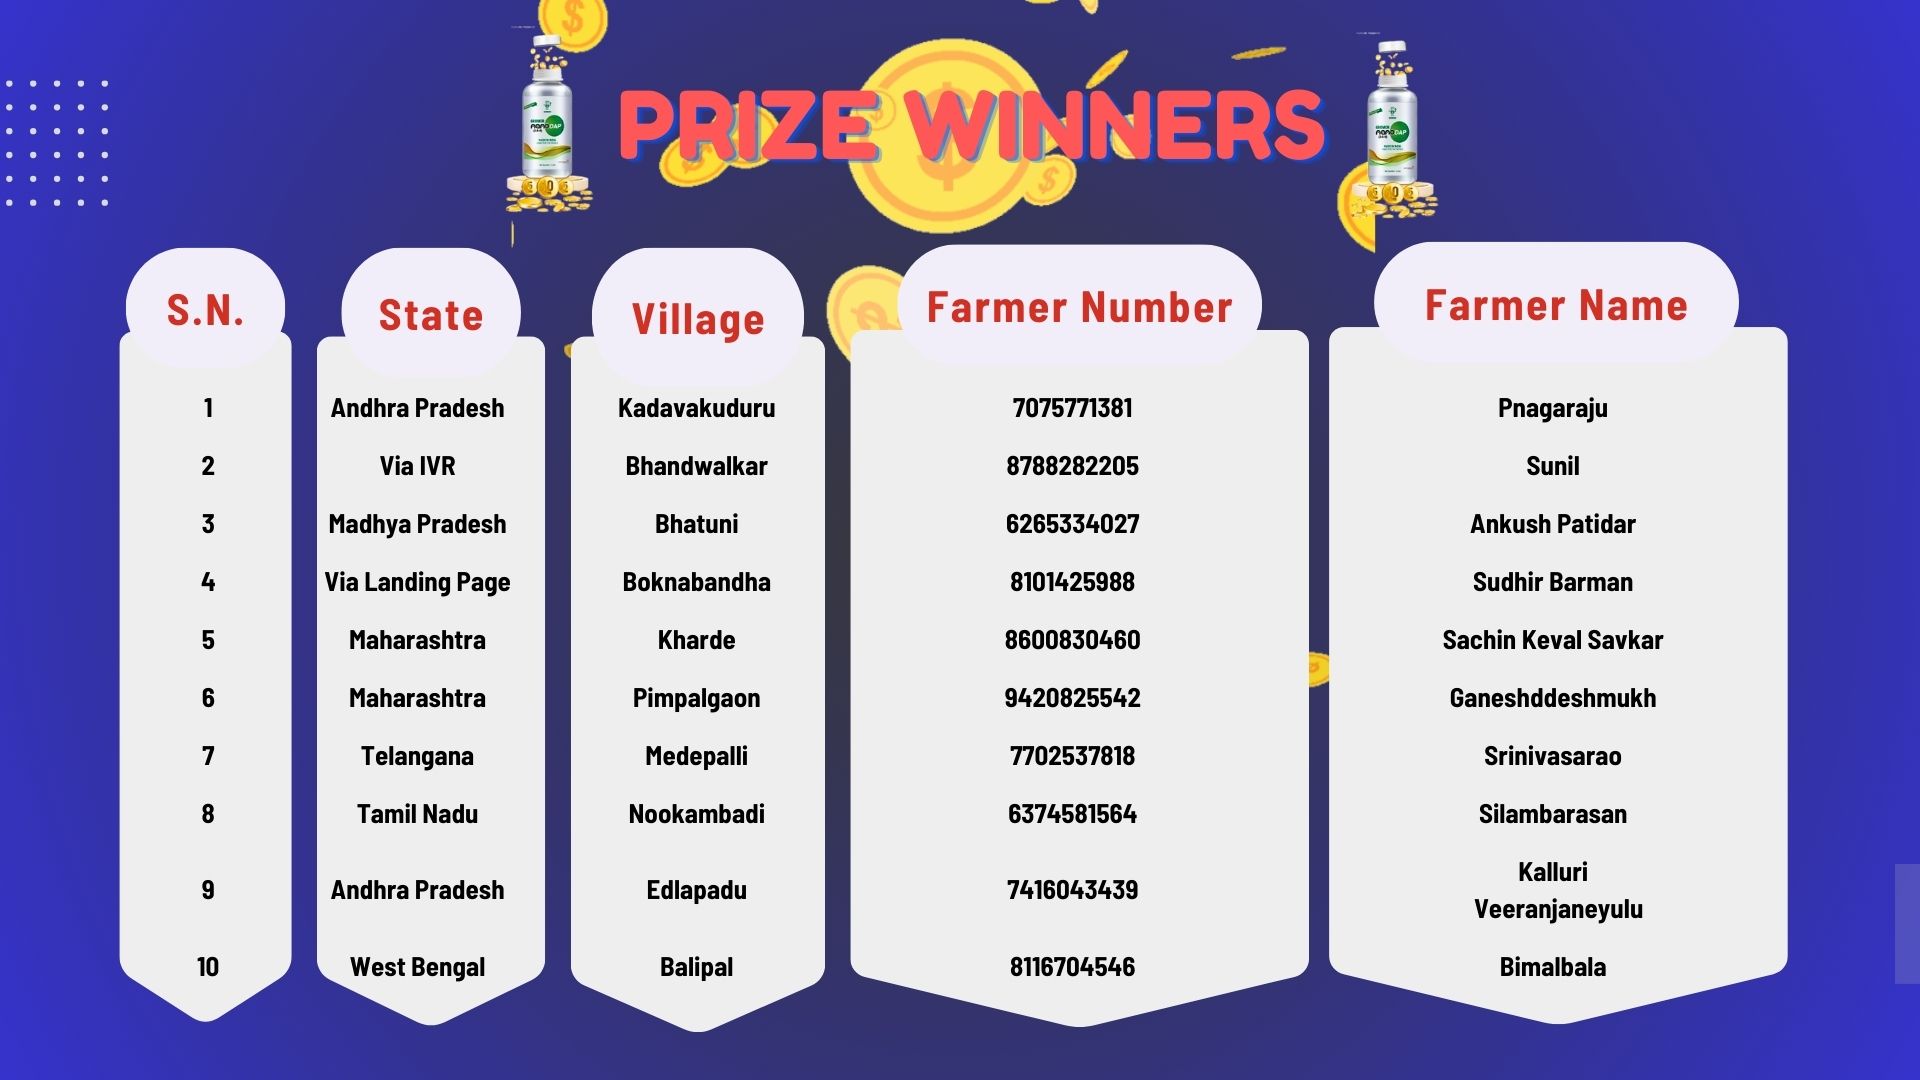 PRIZE WINNERS
S.N. State Village Farmer Number Farmer Name
1 Andhra Pradesh Kadavakuduru 7075771381 Pnagaraju
2 Via IVR Bhandwalkar 8788282205 Sunil
3 Madhya Pradesh Bhatuni 6265334027 Ankush Patidar
4 Via Landing Page Boknabandha 8101425988 Sudhir Barman
5 Maharashtra Kharde 8600830460 Sachin Keval Savkar
6 Maharashtra Pimpalgaon 9420825542 Ganeshddeshmukh
7 Telangana Medepalli 7702537818 Srinivasarao
8 Tamil Nadu Nookambadi 6374581564 Silambarasan
9 Andhra Pradesh Edlapadu 7416043439 Kalluri
Veeranjaneyulu
10 West Bengal Balipal 8116704546 Bimalbala